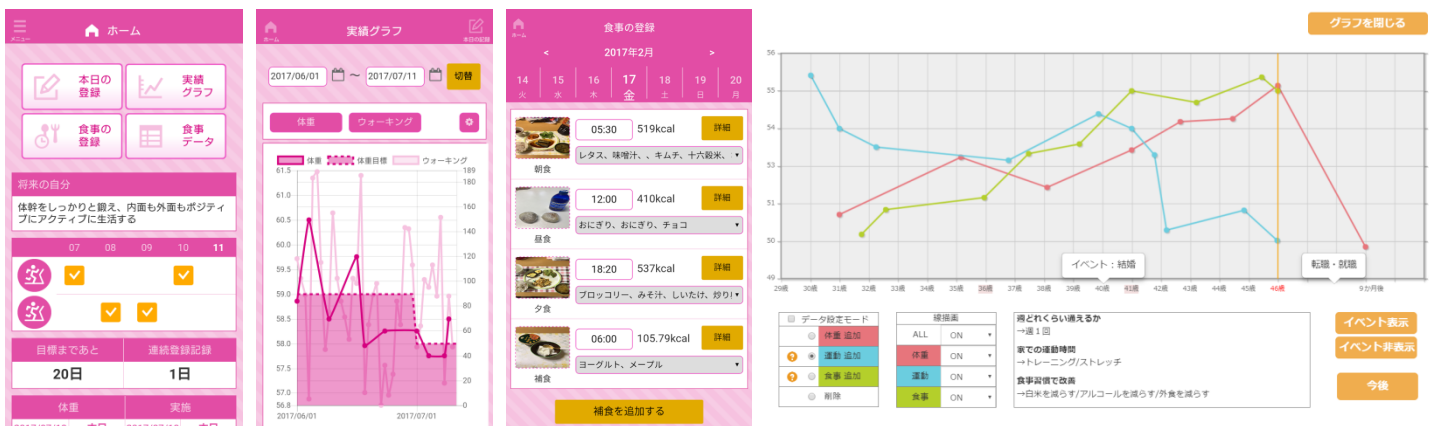 メニュー
ホーム
本日の
登録
実績
グラフ
食事の
登録
食事
データ
将来の自分
体幹をしっかりと鍛え、内面も外面もポジティ
ブにアクティブに生活する
07 08 09 10 11
目標まであと 連続登録記録
20日 1日
体重 実施
ホーム
実績グラフ
本日の記録
2017/06/01 ～ 2017/07/11 切替
体重 ウォーキング
体重 体重目標 ウォーキング
61.5
61.0
60.5
60.0
59.5
59.0
58.5
58.0
57.5
57.0
56.8
189
180
160
140
120
100
80
60
40
20
0
2017/06/01 2017/07/01
ホーム
食事の登録
< 2017年2月 >
14 15 16 17 18 19 20
火 水 木 金 土 日 月
05:30 519kcal 詳細
レタス、味噌汁、、キムチ、十六穀米、
朝食
12:00 410kcal 詳細
おにぎり、おにぎり、チョコ
昼食
18:20 537kcal 詳細
ブロッコリー、みそ汁、しいたけ、炒り
夕食
06:00 105.79kcal 詳細
ヨーグルト、メープル
補食
補食を追加する
グラフを閉じる
56
55
54
53
52
51
50
49
イベント：結婚
転職・就職
29歳 30歳 31歳 32歳 33歳 34歳 35歳 36歳 37歳 38歳 39歳 40歳 41歳 42歳 43歳 44歳 45歳 46歳 9か月後
データ設定モード
体重 追加
運動 追加
食事 追加
削除
線描画
ALL ON
体重 ON
運動 ON
食事 ON
週どれくらい通えるか
→週１回
家での運動時間
→トレーニング/ストレッチ
食事習慣で改善
→白米を減らす/アルコールを減らす/外食を減らす
イベント表示
イベント非表示
今後